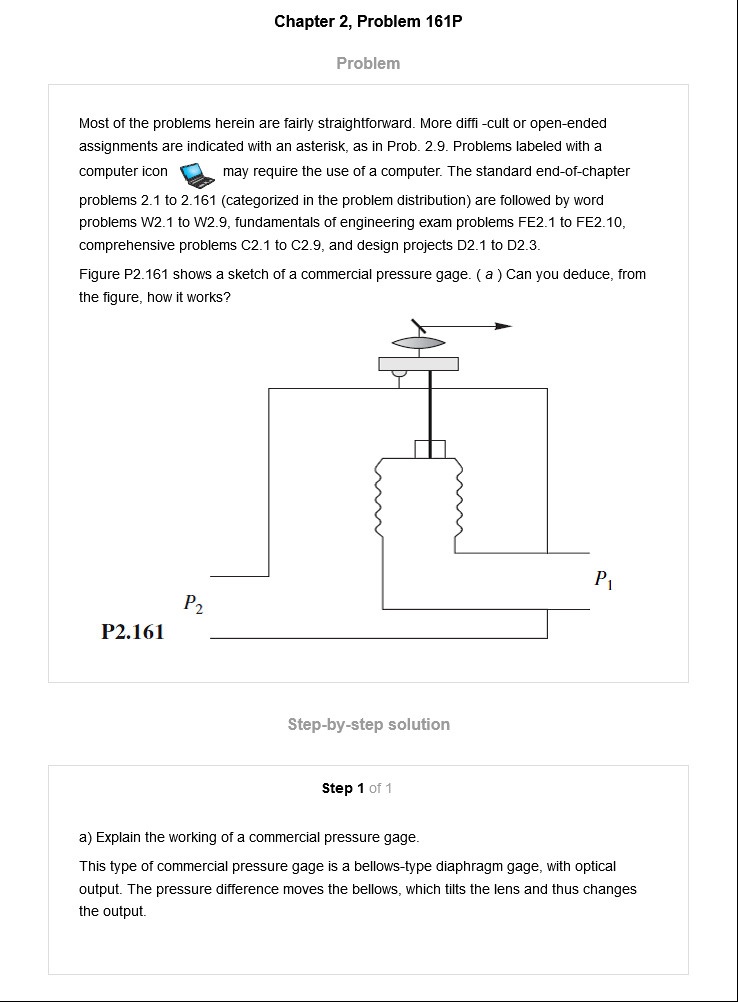 Chapter 2, Problem 161P
Problem
Most of the problems herein are fairly straightforward. More diffi -cult or open-ended
assignments are indicated with an asterisk, as in Prob. 2.9. Problems labeled with a
computer icon may require the use of a computer. The standard end-of-chapter
problems 2.1 to 2.161 (categorized in the problem distribution) are followed by word
problems W2.1 to W2.9, fundamentals of engineering exam problems FE2.1 to FE2.10,
comprehensive problems C2.1 to C2.9, and design projects D2.1 to D2.3.
Figure P2.161 shows a sketch of a commercial pressure gage. ( a ) Can you deduce, from
the figure, how it works?
P1
P2
P2.161
Step-by-step solution
Step 1 of 1
a) Explain the working of a commercial pressure gage.
This type of commercial pressure gage is a bellows-type diaphragm gage, with optical
output. The pressure difference moves the bellows, which tilts the lens and thus changes
the output.